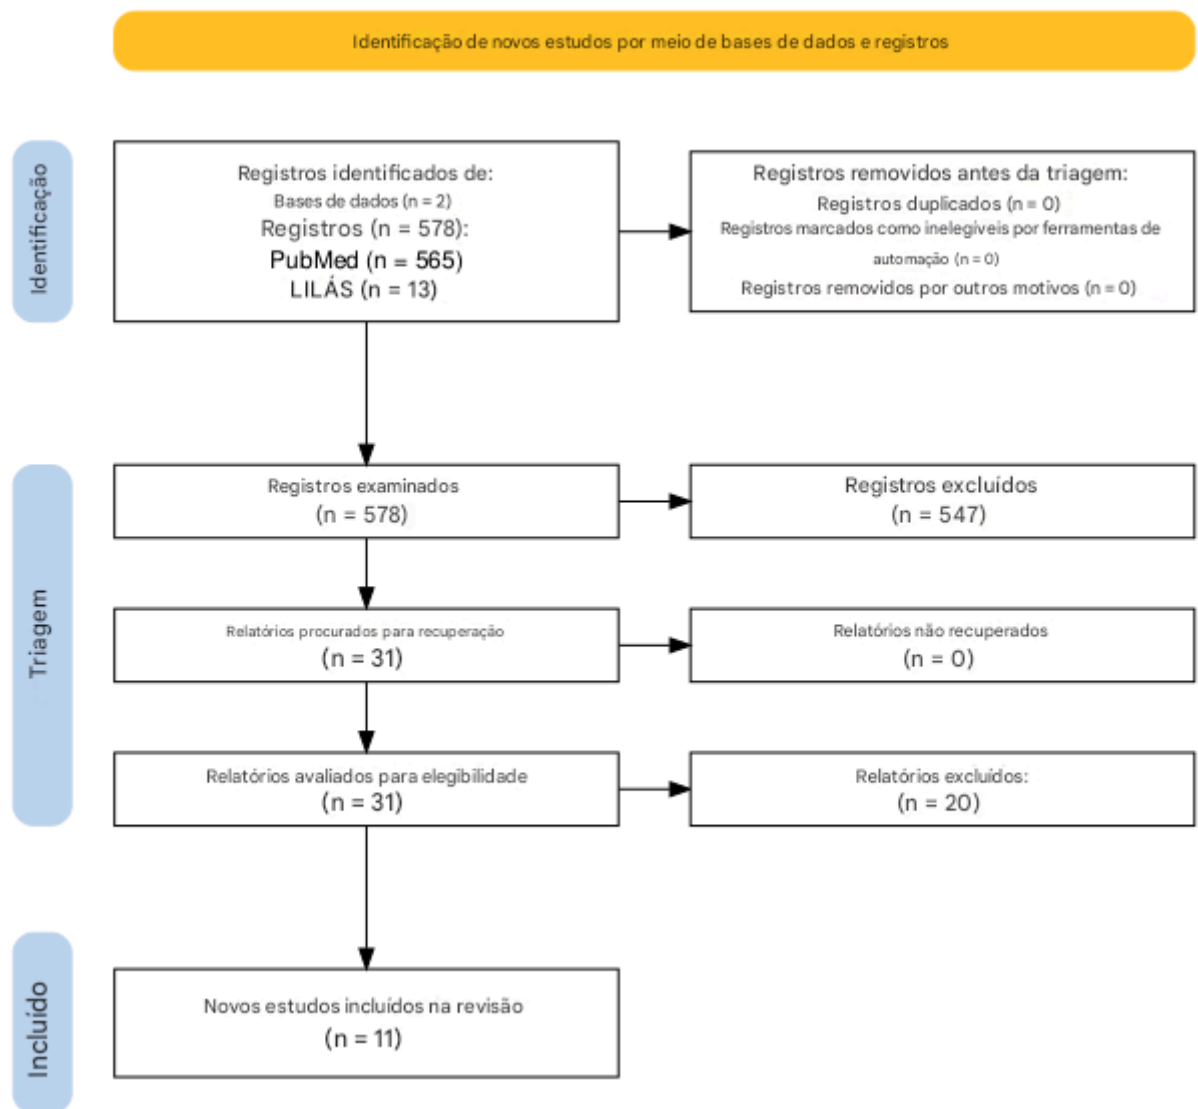 Identificação de novos estudos por meio de bases de dados e registros
Identificação
Registros identificados de:
Bases de dados (n = 2)
Registros (n = 578):
PubMed (n = 565)
LILÁS (n = 13)
Registros removidos antes da triagem:
Registros duplicados (n = 0)
Registros marcados como inelegíveis por ferramentas de
automação (n = 0)
Registros removidos por outros motivos (n = 0)
Triagem
Registros examinados
(n = 578)
Registros excluídos
(n = 547)
Relatórios procurados para recuperação
(n = 31)
Relatórios não recuperados
(n = 0)
Relatórios avaliados para elegibilidade
(n = 31)
Relatórios excluídos:
(n = 20)
Incluído
Novos estudos incluídos na revisão
(n = 11)